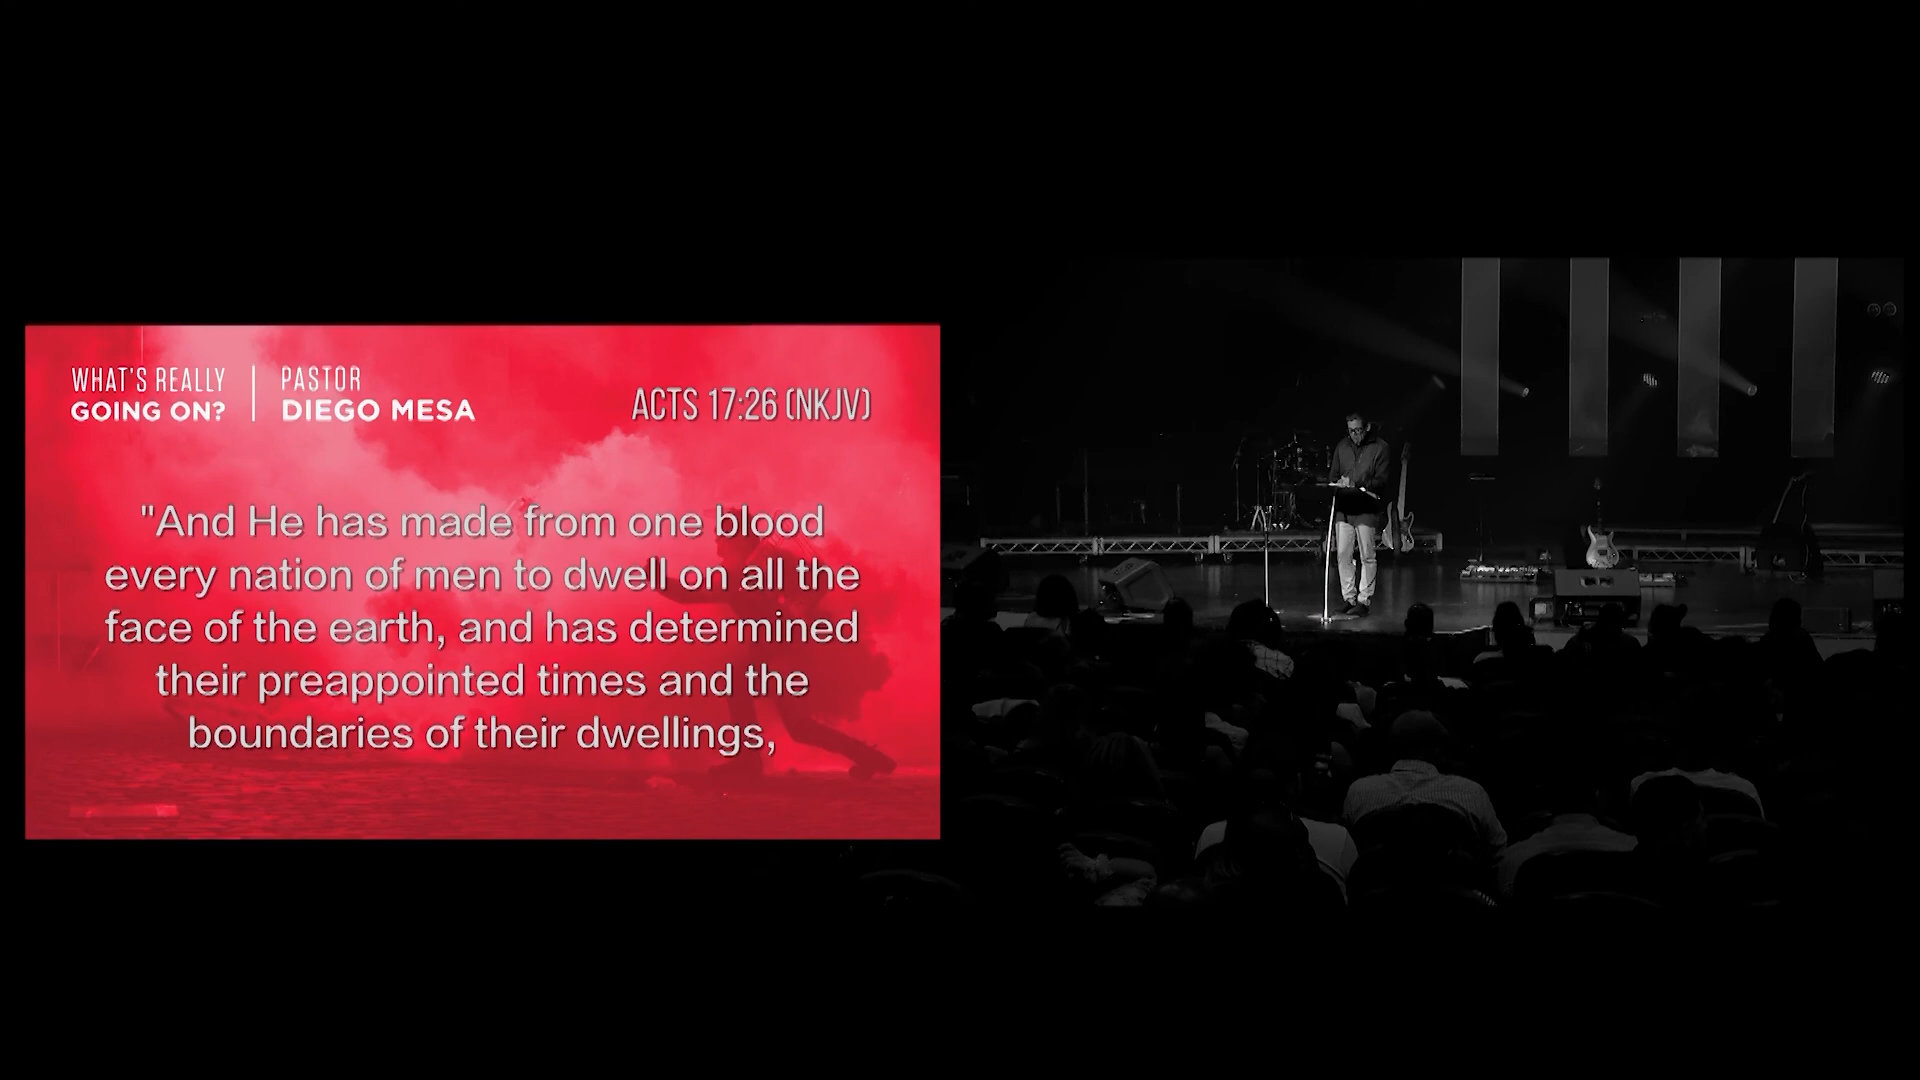 WHAT'S REALLY
GOING ON?
PASTOR
DIEGO MESA
ACTS 17:26 (NKJV)
"And He has made from one blood
every nation of men to dwell on all the
face of the earth, and has determined
their preappointed times and the
boundaries of their dwellings,